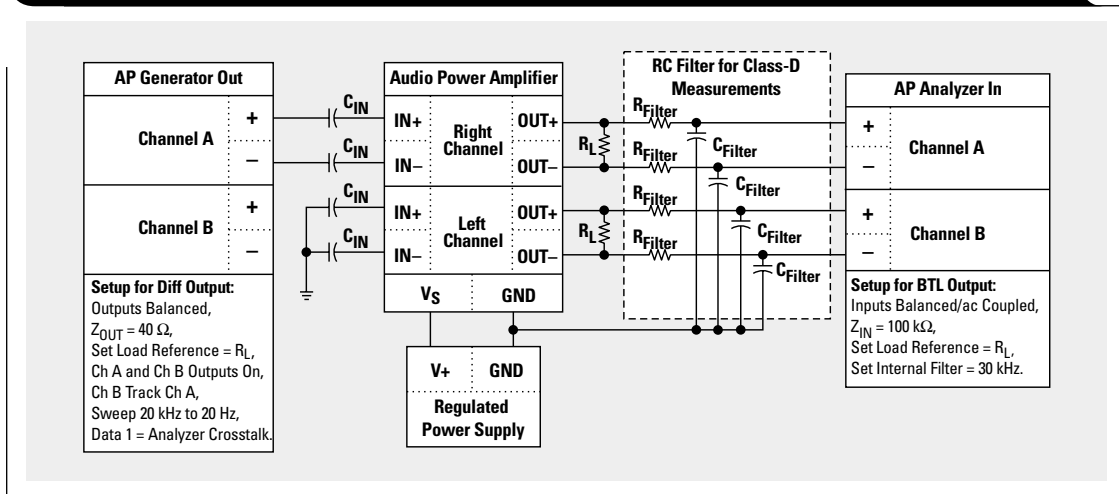 AP Generator Out
Channel A
+
−
Channel B
+
−
Setup for Diff Output:
Outputs Balanced,
Z_OUT = 40 Ω,
Set Load Reference = R_L,
Ch A and Ch B Outputs On,
Ch B Track Ch A,
Sweep 20 kHz to 20 Hz,
Data 1 = Analyzer Crosstalk.
C_IN
C_IN
C_IN
C_IN
Audio Power Amplifier
IN+
IN−
Right
Channel
OUT+
OUT−
IN+
IN−
Left
Channel
OUT+
OUT−
V_S
GND
V+
GND
Regulated
Power Supply
R_L
R_L
RC Filter for Class-D
Measurements
R_Filter
R_Filter
R_Filter
R_Filter
C_Filter
C_Filter
C_Filter
C_Filter
AP Analyzer In
+
−
Channel A
+
−
Channel B
Setup for BTL Output:
Inputs Balanced/ac Coupled,
Z_IN = 100 kΩ,
Set Load Reference = R_L,
Set Internal Filter = 30 kHz.